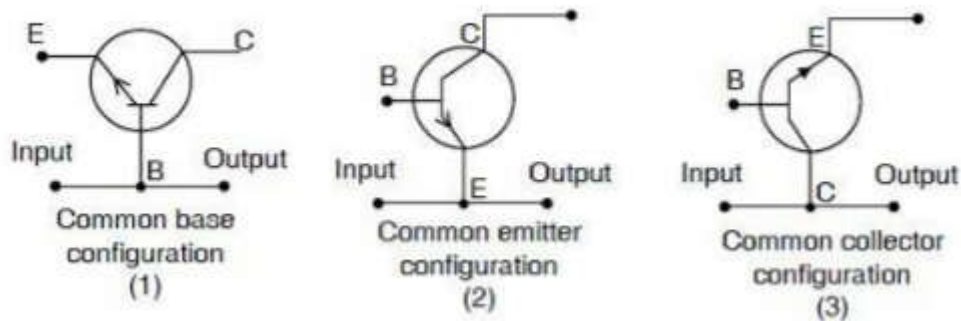 E
C
Input
B
Output
Common base
configuration
(1)
C
B
Input
E
Output
Common emitter
configuration
(2)
E
B
Input
C
Output
Common collector
configuration
(3)